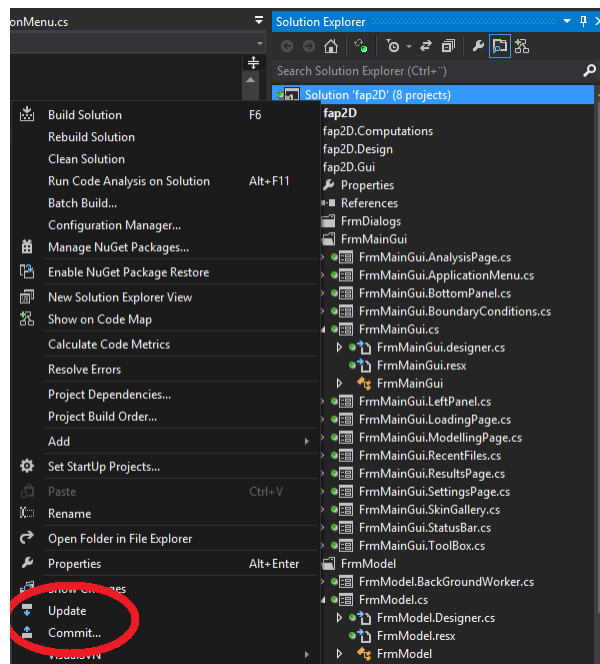 onMenu.cs
Solution Explorer
Search Solution Explorer (Ctrl+¨)
Solution 'fap2D' (8 projects)
fap2D
fap2D.Computations
fap2D.Design
fap2D.Gui
Properties
References
FrmDialogs
FrmMainGui
FrmMainGui.AnalysisPage.cs
FrmMainGui.ApplicationMenu.cs
FrmMainGui.BottomPanel.cs
FrmMainGui.BoundaryConditions.cs
FrmMainGui.cs
FrmMainGui.designer.cs
FrmMainGui.resx
FrmMainGui
FrmMainGui.LeftPanel.cs
FrmMainGui.LoadingPage.cs
FrmMainGui.ModellingPage.cs
FrmMainGui.RecentFiles.cs
FrmMainGui.ResultsPage.cs
FrmMainGui.SettingsPage.cs
FrmMainGui.SkinGallery.cs
FrmMainGui.StatusBar.cs
FrmMainGui.ToolBox.cs
FrmModel
FrmModel.BackGroundWorker.cs
FrmModel.cs
FrmModel.Designer.cs
FrmModel.resx
FrmModel
Build Solution F6
Rebuild Solution
Clean Solution
Run Code Analysis on Solution Alt+F11
Batch Build...
Configuration Manager...
Manage NuGet Packages...
Enable NuGet Package Restore
New Solution Explorer View
Show on Code Map
Calculate Code Metrics
Resolve Errors
Project Dependencies...
Project Build Order...
Add
Set StartUp Projects...
Paste Ctrl+V
Rename
Open Folder in File Explorer
Properties Alt+Enter
Show Changes
Update
Commit...
VisualSVN